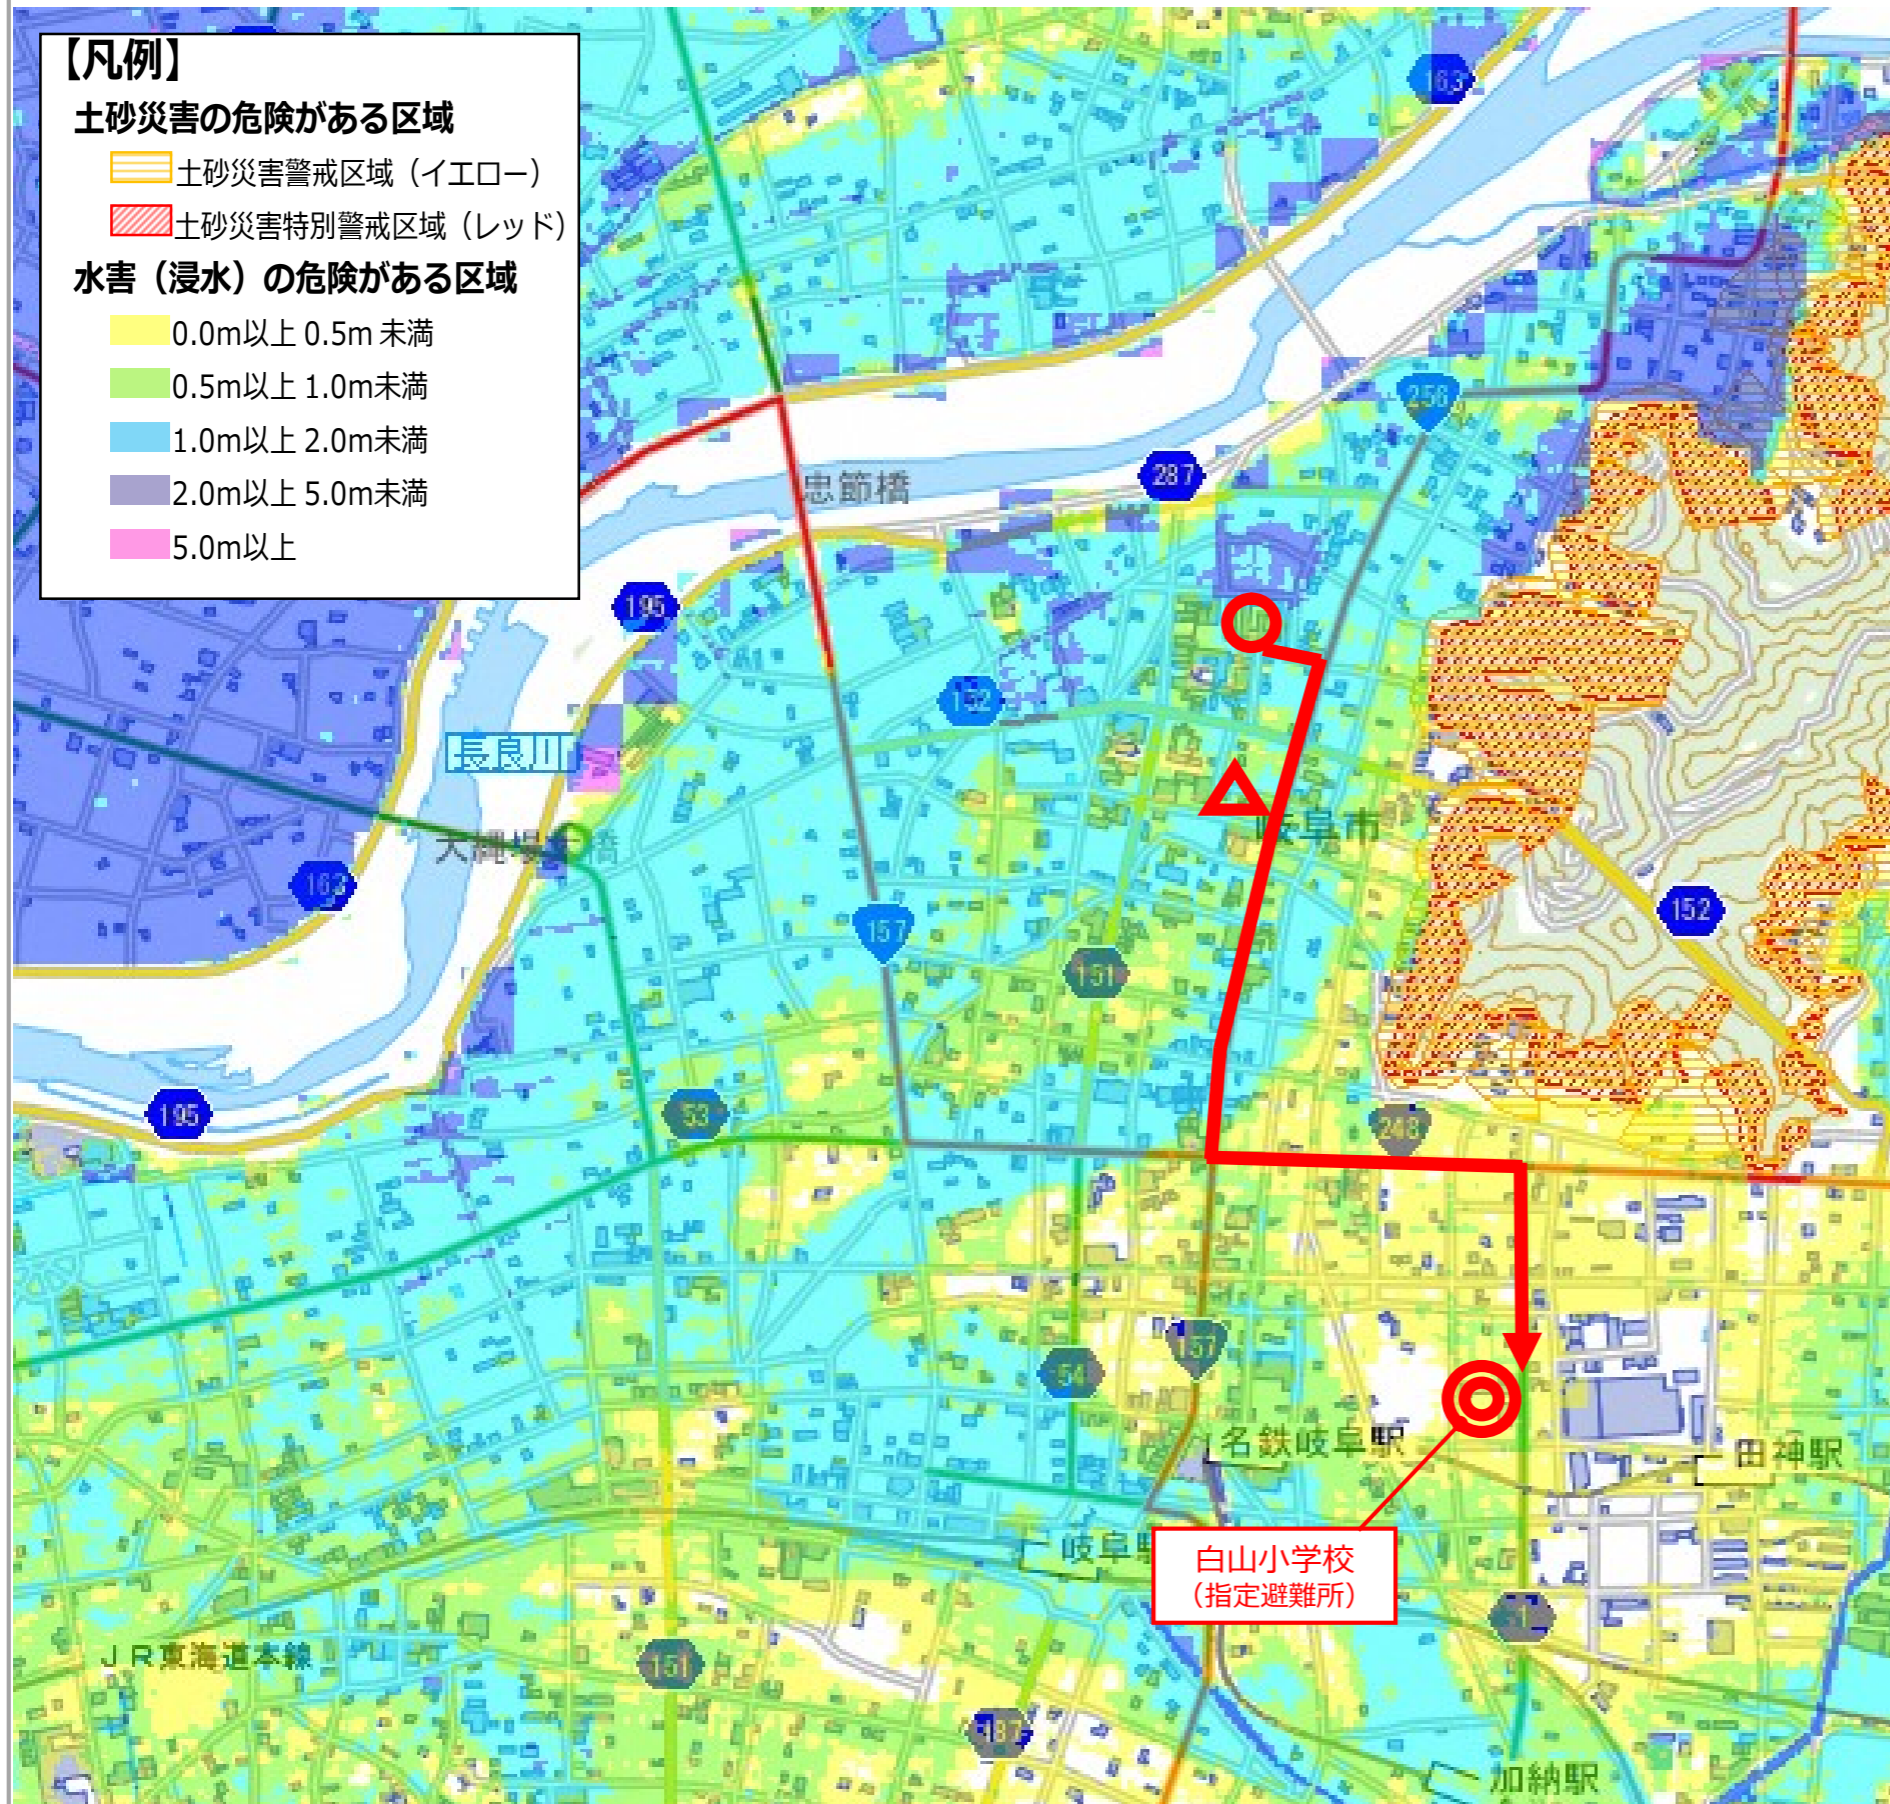 【凡例】
土砂災害の危険がある区域
土砂災害警戒区域（イエロー）
土砂災害特別警戒区域（レッド）
水害（浸水）の危険がある区域
0.0m以上 0.5m 未満
0.5m以上 1.0m未満
1.0m以上 2.0m未満
2.0m以上 5.0m未満
5.0m以上
163
256
忠節橋
287
195
152
長良川
岐阜市
163
157
152
151
195
53
248
157
54
名鉄岐阜駅
田神駅
岐阜駅
白山小学校
（指定避難所）
1
JR東海道本線
151
187
加納駅